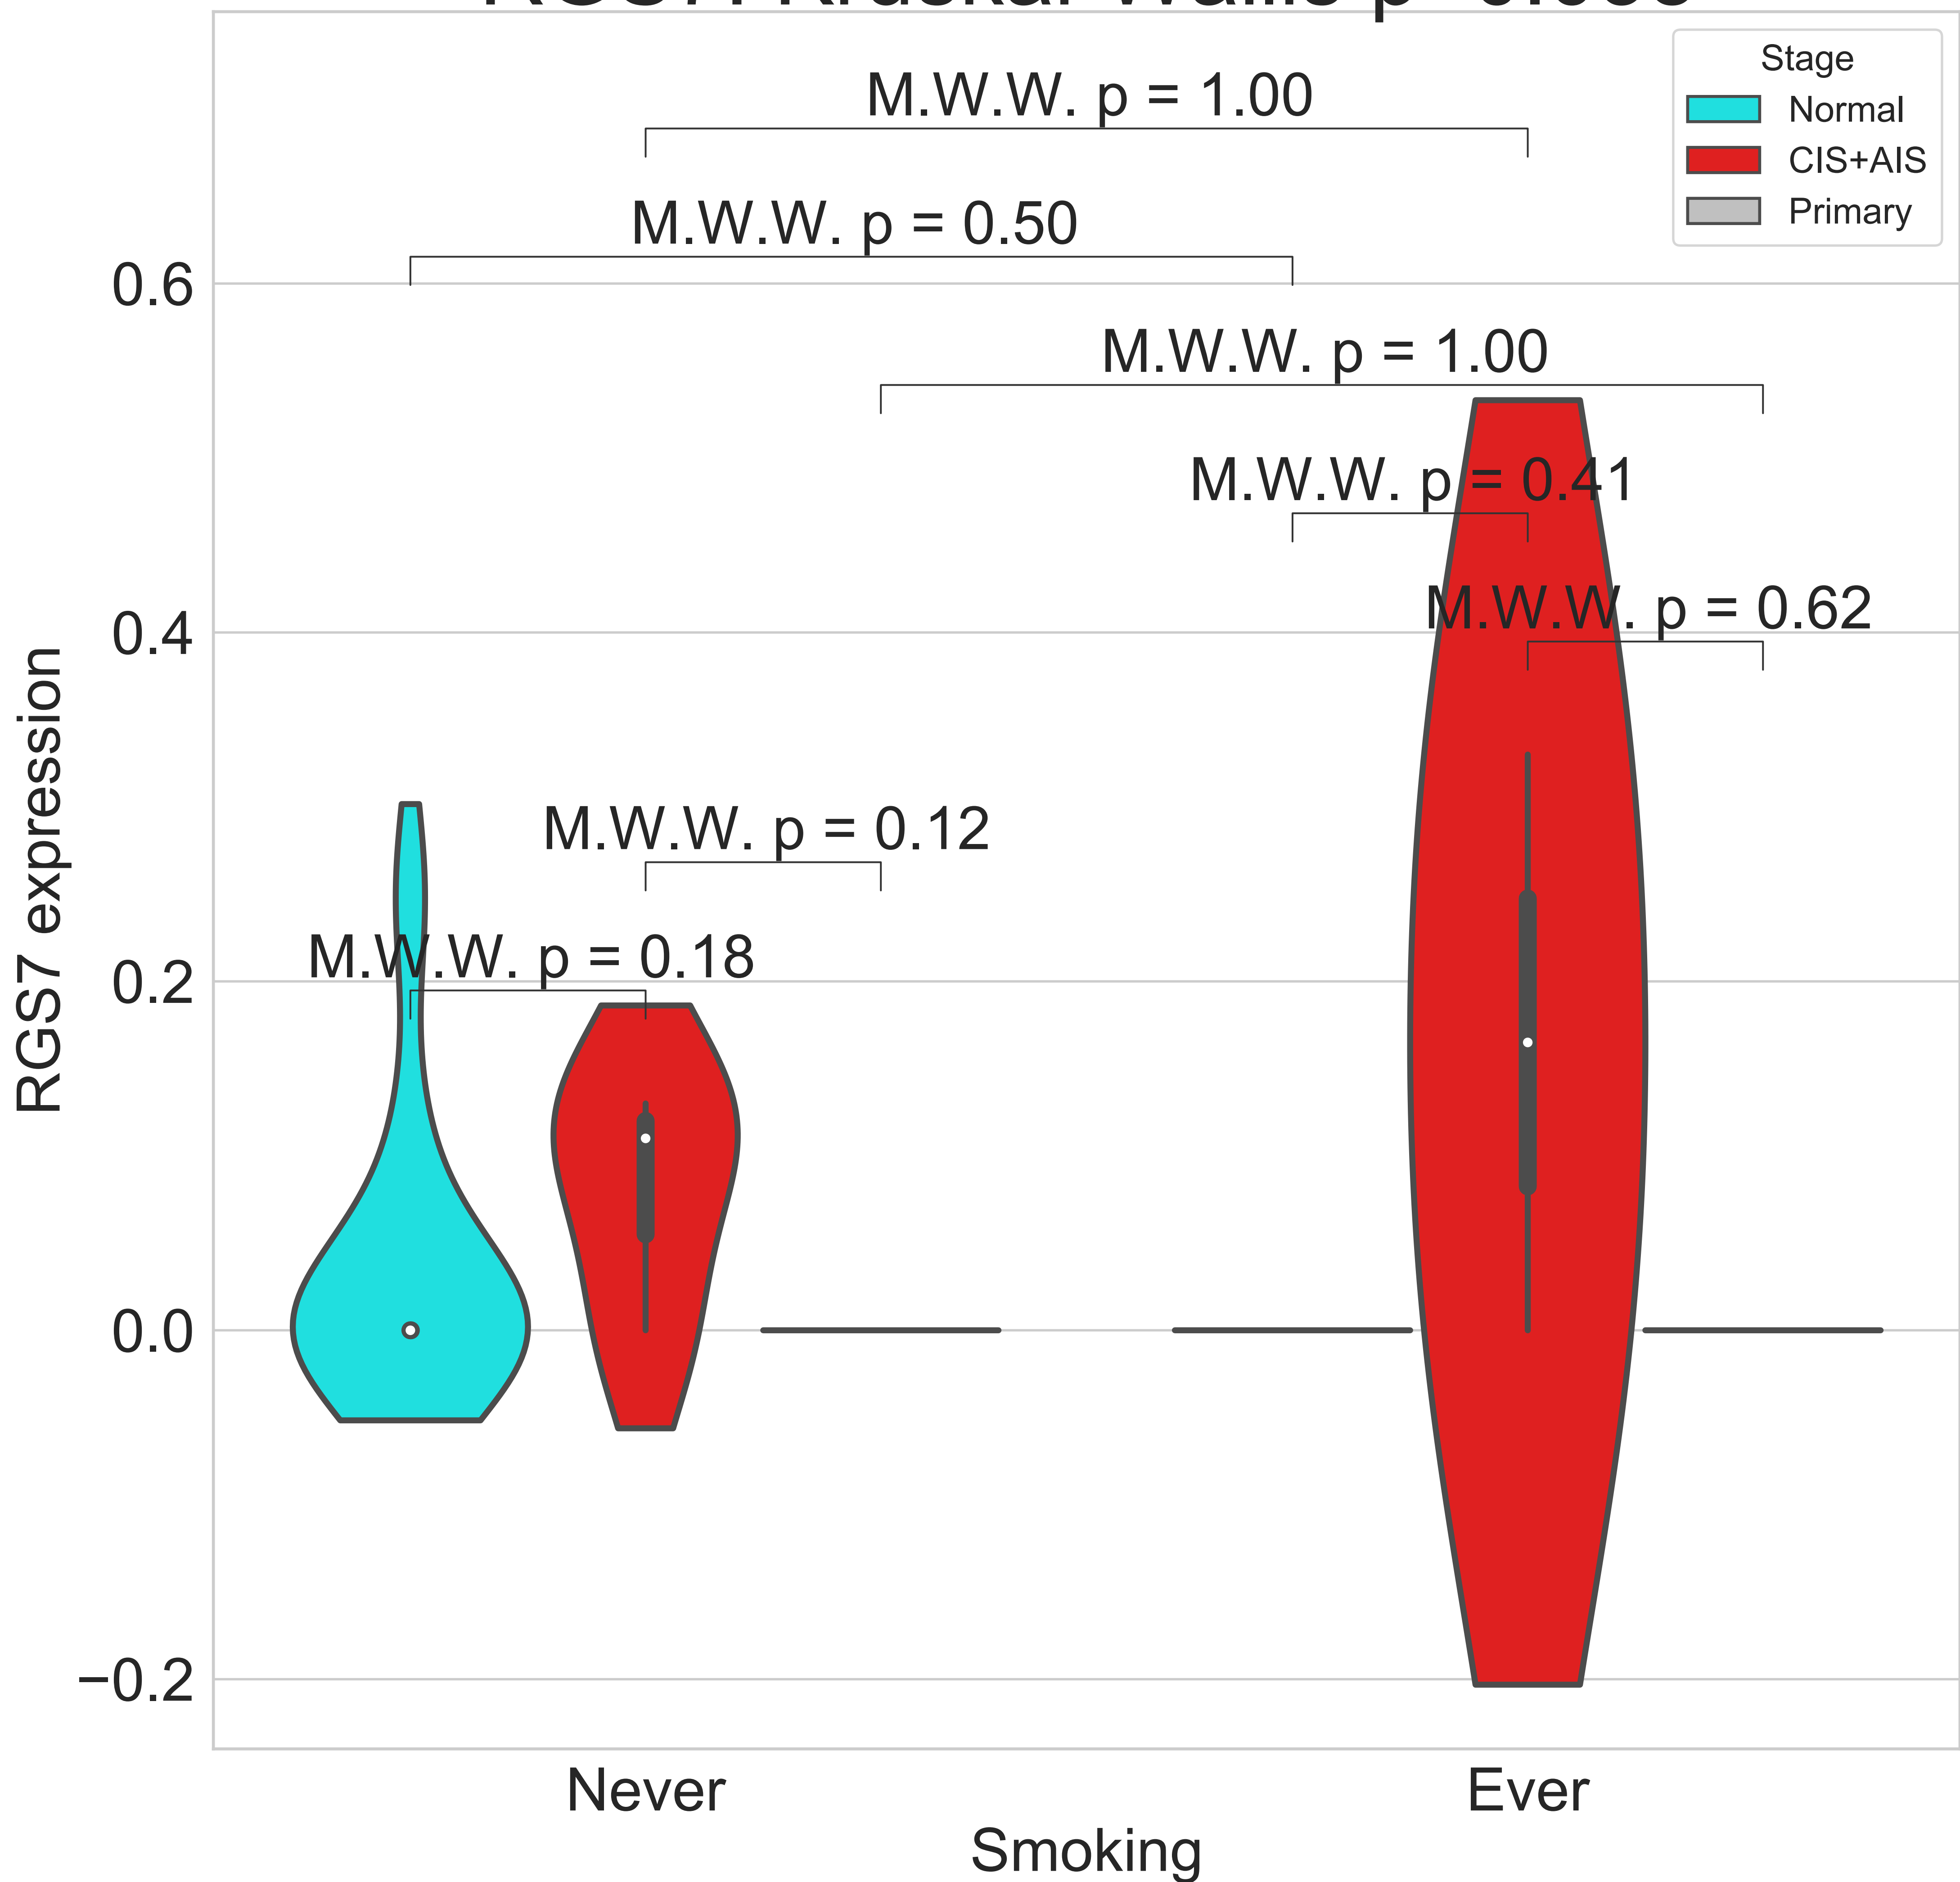 Stage
Normal
CIS+AIS
Primary
M.W.W. p = 1.00
M.W.W. p = 0.50
M.W.W. p = 1.00
M.W.W. p = 0.41
M.W.W. p = 0.62
M.W.W. p = 0.12
M.W.W. p = 0.18
0.6
0.4
0.2
0.0
−0.2
RGS7 expression
Never
Ever
Smoking